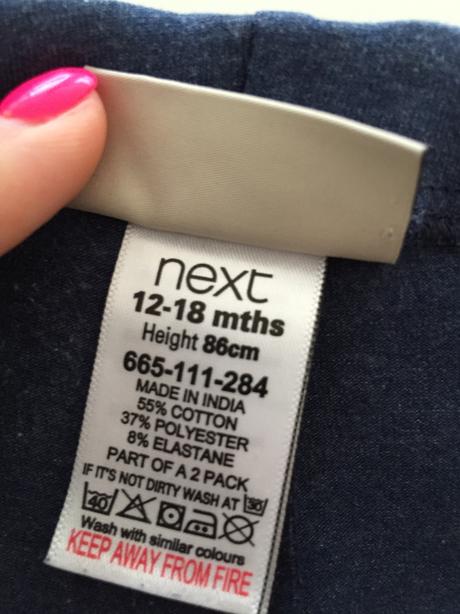 next
12-18 mths
Height 86cm
665-111-284
MADE IN INDIA
55% COTTON
37% POLYESTER
8% ELASTANE
PART OF A 2 PACK
IF IT'S NOT DIRTY WASH AT 30
40
Wash with similar colours
KEEP AWAY FROM FIRE